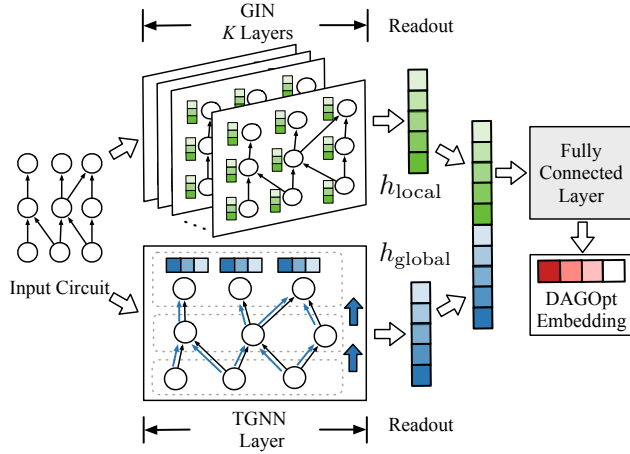 GIN
K Layers
Readout
h_local
Fully
Connected
Layer
Input Circuit
h_global
DAGOpt
Embedding
TGNN
Layer
Readout